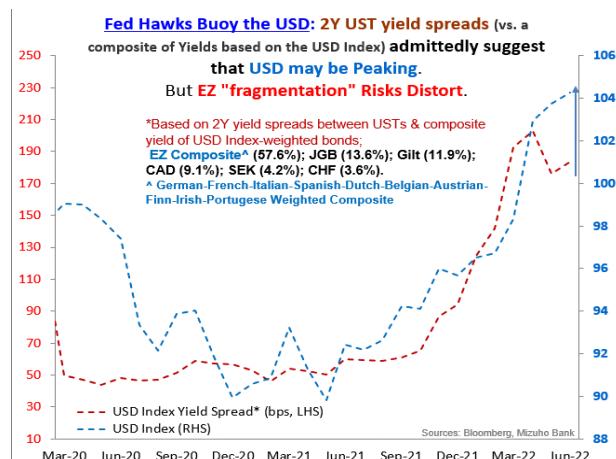 Fed Hawks Buoy the USD: 2Y UST yield spreads (vs. a
composite of Yields based on the USD Index) admittedly suggest
that USD may be Peaking.
But EZ "fragmentation" Risks Distort.
*Based on 2Y yield spreads between USTs & composite
yield of USD Index-weighted bonds;
EZ Composite^ (57.6%); JGB (13.6%); Gilt (11.9%);
CAD (9.1%); SEK (4.2%); CHF (3.6%).
^ German-French-Italian-Spanish-Dutch-Belgian-Austrian-
Finn-Irish-Portugese Weighted Composite
250
230
210
190
170
150
130
110
90
70
50
30
10
106
104
102
100
98
96
94
92
90
88
USD Index Yield Spread* (bps, LHS)
USD Index (RHS)
Sources: Bloomberg, Mizuho Bank
Mar-20 Jun-20 Sep-20 Dec-20 Mar-21 Jun-21 Sep-21 Dec-21 Mar-22 Jun-22